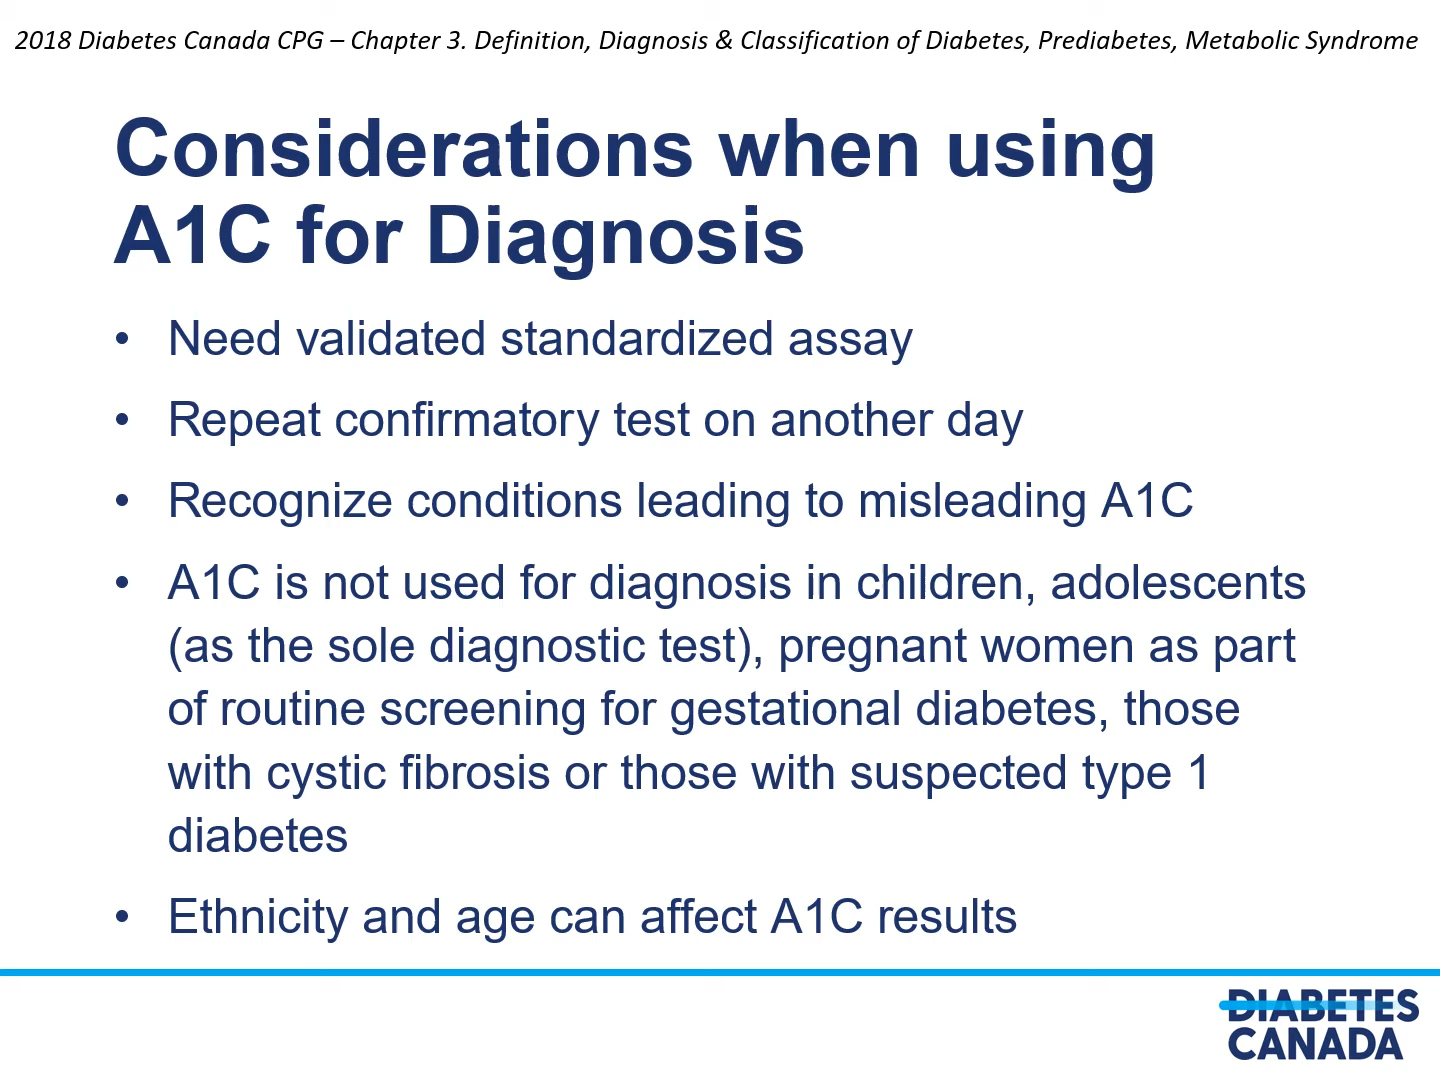 2018 Diabetes Canada CPG – Chapter 3. Definition, Diagnosis & Classification of Diabetes, Prediabetes, Metabolic Syndrome
Considerations when using
A1C for Diagnosis
• Need validated standardized assay
• Repeat confirmatory test on another day
• Recognize conditions leading to misleading A1C
• A1C is not used for diagnosis in children, adolescents
(as the sole diagnostic test), pregnant women as part
of routine screening for gestational diabetes, those
with cystic fibrosis or those with suspected type 1
diabetes
• Ethnicity and age can affect A1C results
DIABETES
CANADA